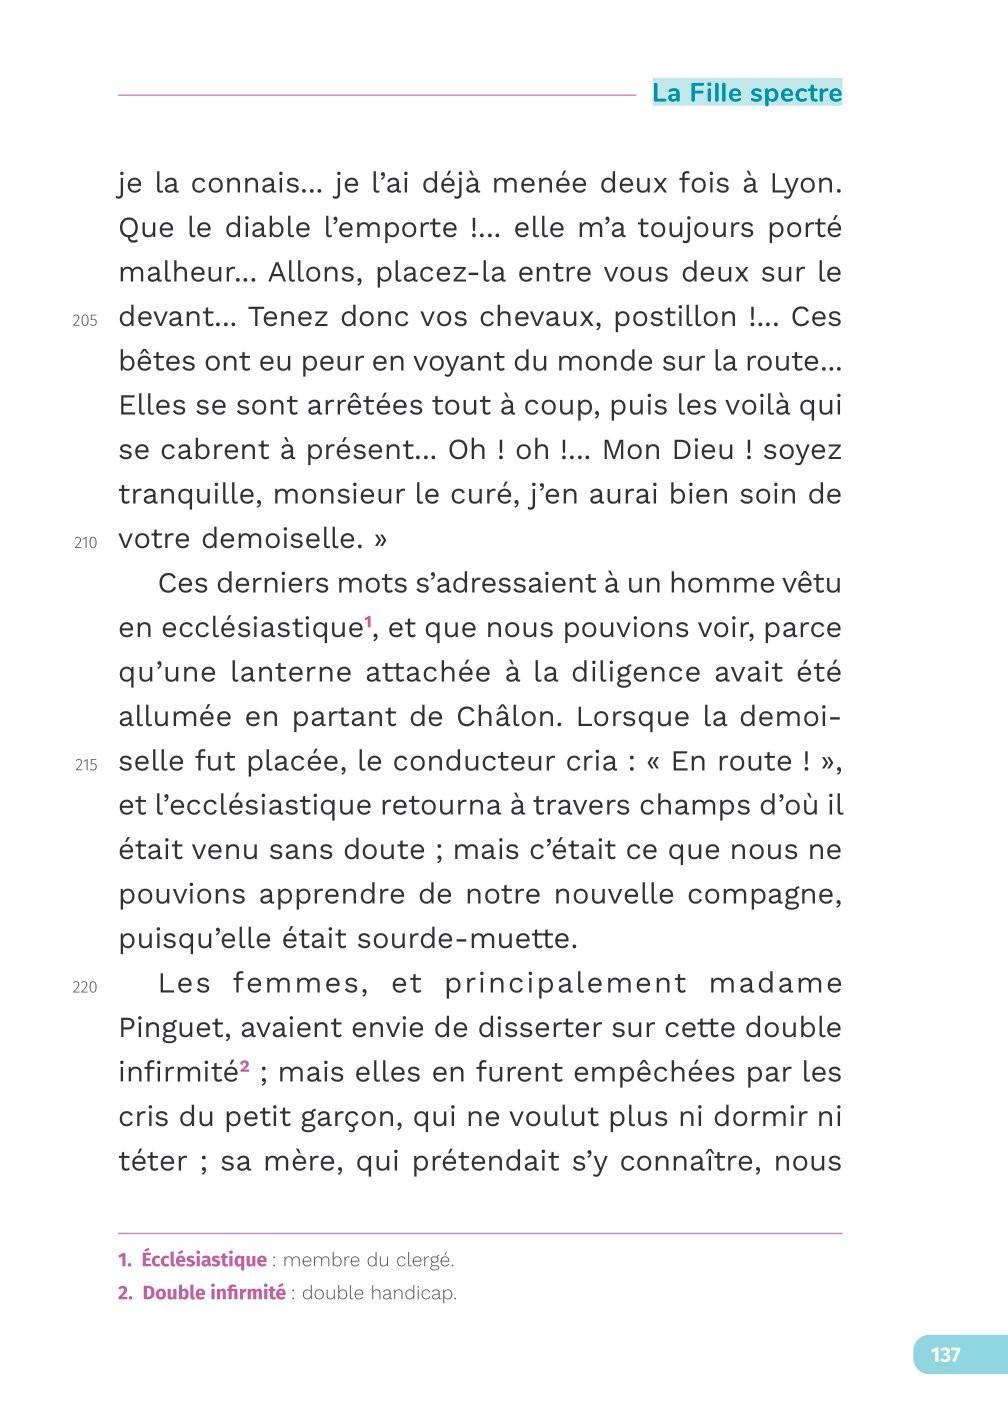 La Fille spectre
je la connais... je l’ai déjà menée deux fois à Lyon.
Que le diable l’emporte !... elle m’a toujours porté
malheur... Allons, placez-la entre vous deux sur le
205 devant... Tenez donc vos chevaux, postillon !... Ces
bêtes ont eu peur en voyant du monde sur la route...
Elles se sont arrêtées tout à coup, puis les voilà qui
se cabrent à présent... Oh ! oh !... Mon Dieu ! soyez
tranquille, monsieur le curé, j’en aurai bien soin de
210 votre demoiselle. »
Ces derniers mots s’adressaient à un homme vêtu
en ecclésiastique¹, et que nous pouvions voir, parce
qu’une lanterne attachée à la diligence avait été
allumée en partant de Châlon. Lorsque la demoi-
215 selle fut placée, le conducteur cria : « En route ! »,
et l’ecclésiastique retourna à travers champs d’où il
était venu sans doute ; mais c’était ce que nous ne
pouvions apprendre de notre nouvelle compagne,
puisqu’elle était sourde-muette.
220 Les femmes, et principalement madame
Pinguet, avaient envie de disserter sur cette double
infirmité² ; mais elles en furent empêchées par les
cris du petit garçon, qui ne voulut plus ni dormir ni
téter ; sa mère, qui prétendait s’y connaître, nous
1. Écclésiastique : membre du clergé.
2. Double infirmité : double handicap.
137